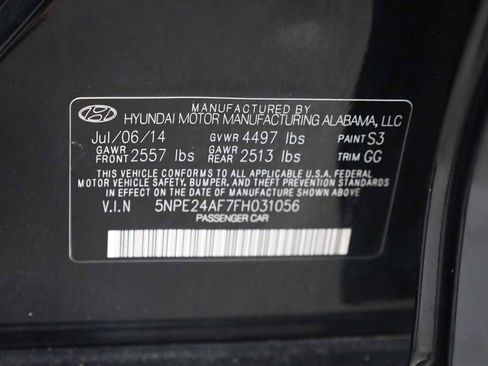 MANUFACTURED BY
HYUNDAI MOTOR MANUFACTURING ALABAMA, LLC
Jul/06/14 GVWR 4497 lbs PAINT S3
GAWR FRONT 2557 lbs GAWR REAR 2513 lbs TRIM GG
THIS VEHICLE CONFORMS TO ALL APPLICABLE U.S.A. FEDERAL
MOTOR VEHICLE SAFETY, BUMPER, AND THEFT PREVENTION STANDARDS
IN EFFECT ON THE DATE OF MANUFACTURE SHOWN ABOVE.
V.I.N 5NPE24AF7FH031056
PASSENGER CAR